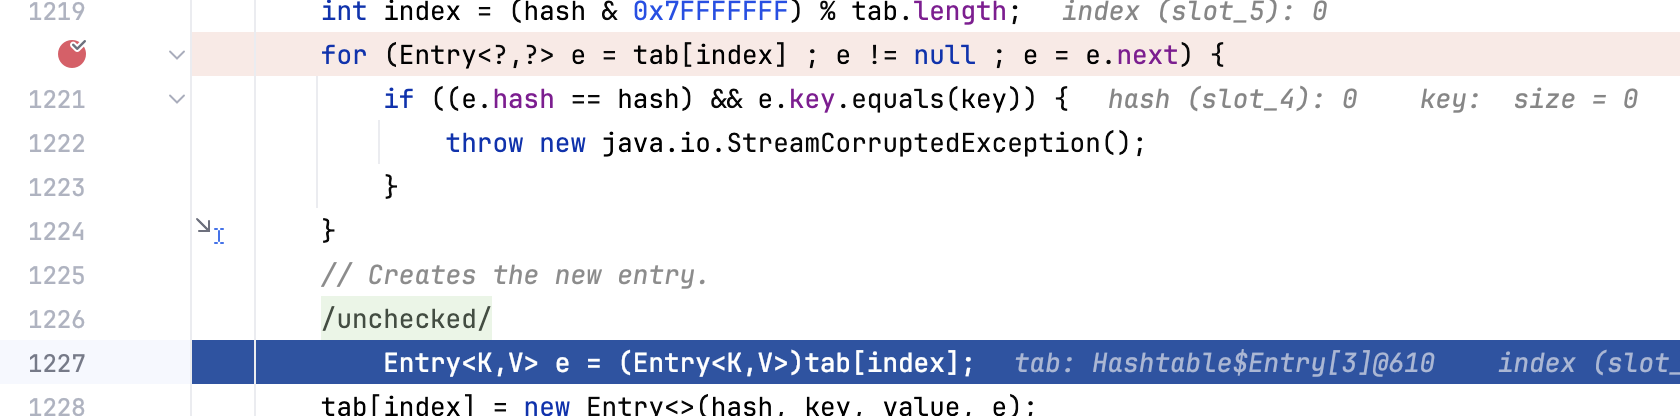 1219 int index = (hash & 0x7FFFFFFF) % tab.length; index (slot_5): 0
for (Entry<?,?> e = tab[index] ; e != null ; e = e.next) {
1221 if ((e.hash == hash) && e.key.equals(key)) { hash (slot_4): 0 key: size = 0
1222 throw new java.io.StreamCorruptedException();
1223 }
1224 }
1225 // Creates the new entry.
1226 /unchecked/
1227 Entry<K,V> e = (Entry<K,V>)tab[index]; tab: Hashtable$Entry[3]@610 index (slot_
1228 tab[index] = new Entry<>(hash, key, value, e);